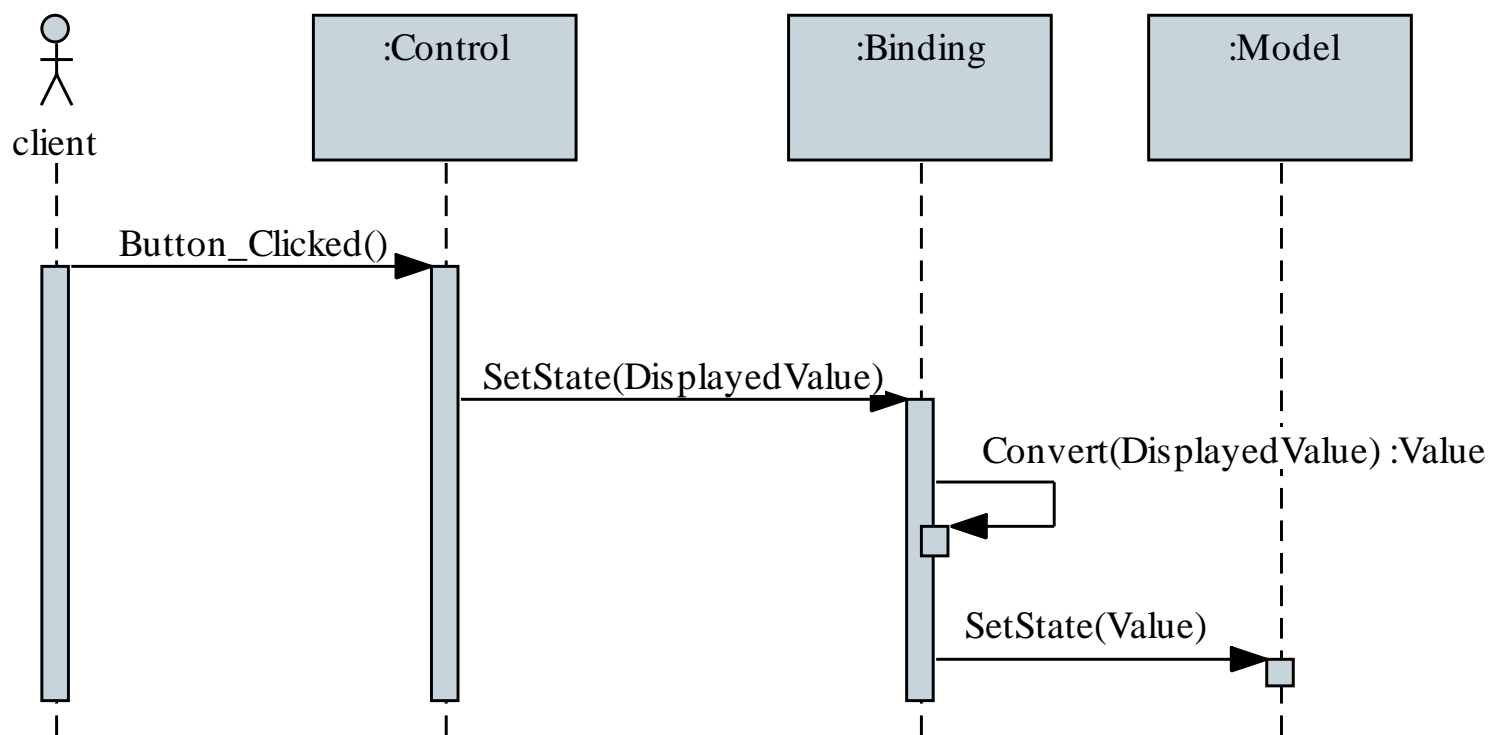 :Control
:Binding
:Model
client
Button_Clicked()
SetState(DisplayedValue)
Convert(DisplayedValue) :Value
SetState(Value)